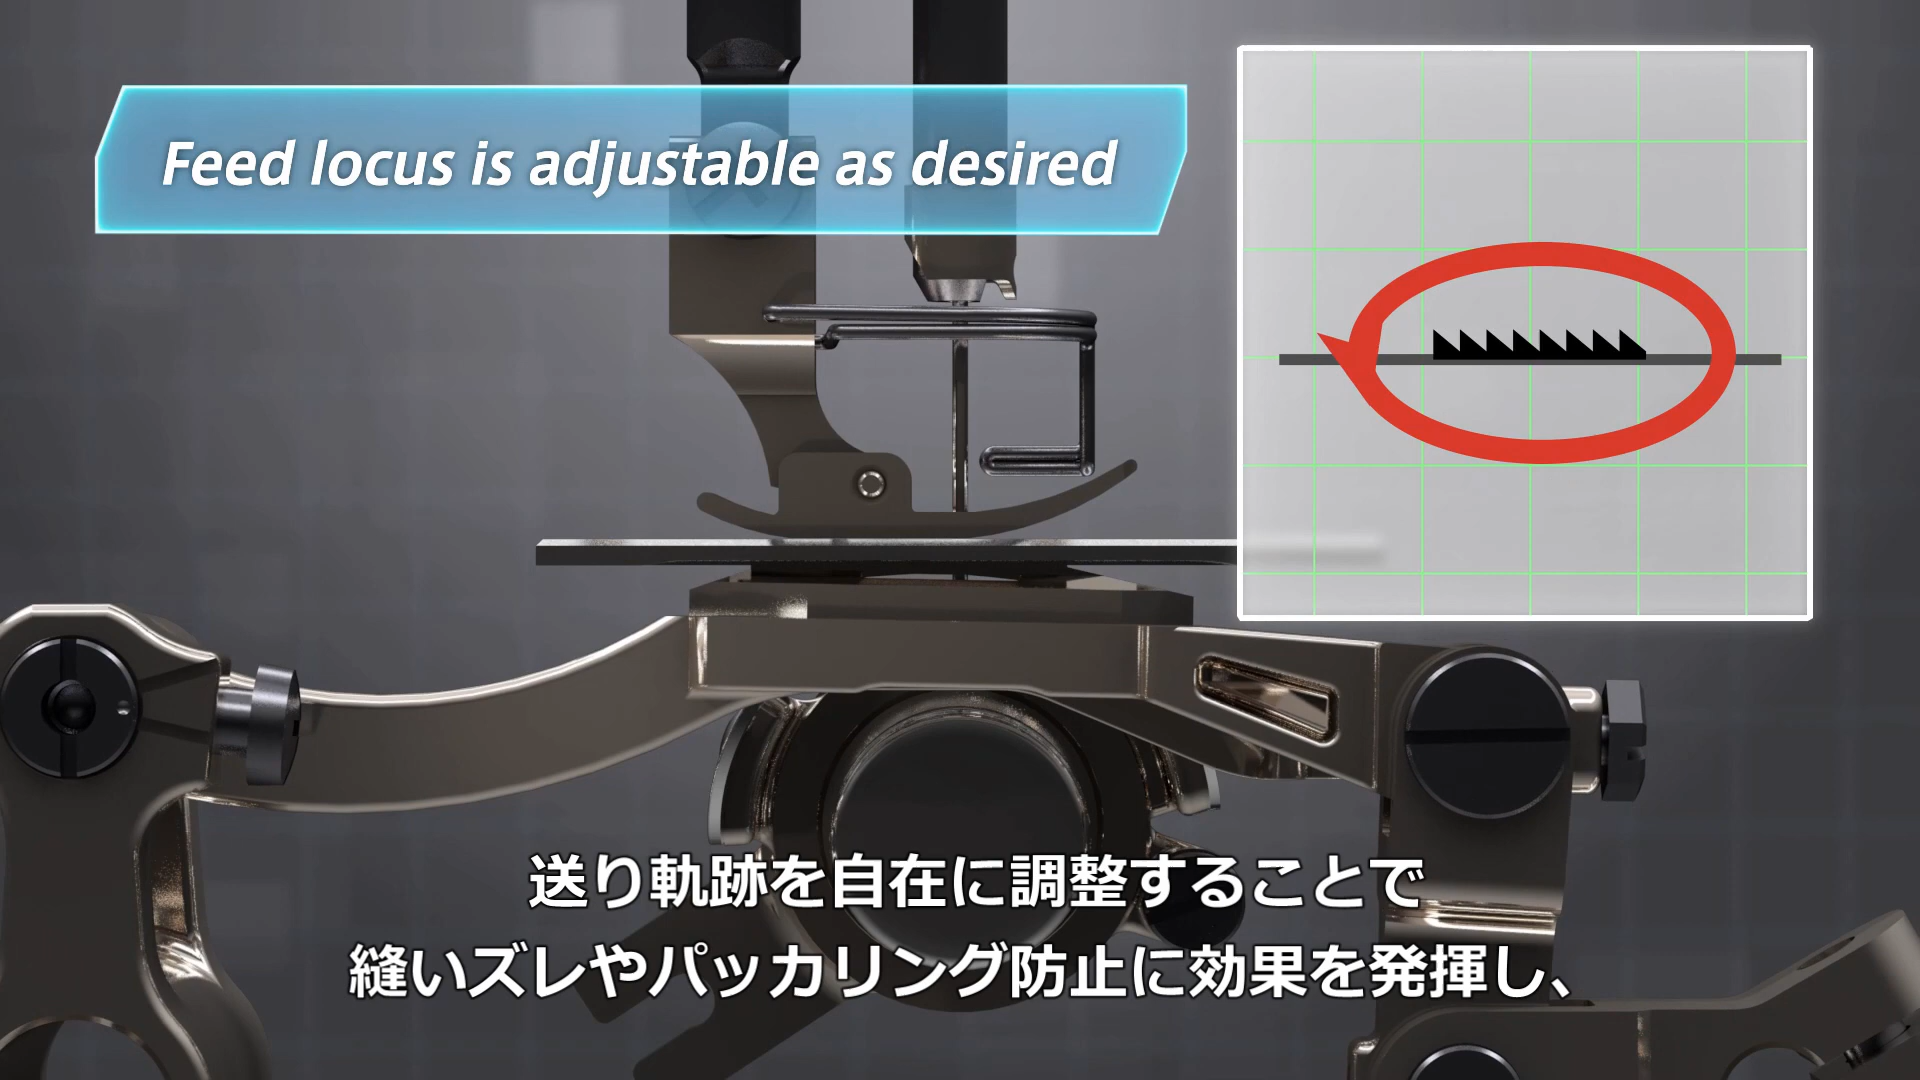 Feed locus is adjustable as desired
送り軌跡を自在に調整することで
縫いズレやパッカリング防止に効果を発揮し、